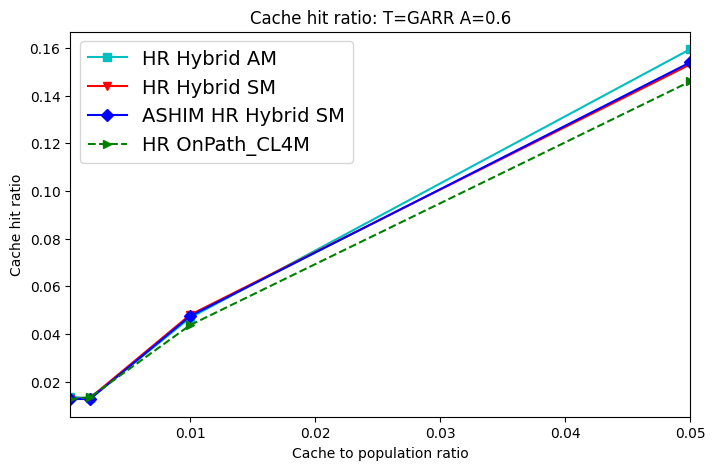 Cache hit ratio: T=GARR A=0.6
HR Hybrid AM
HR Hybrid SM
ASHIM HR Hybrid SM
HR OnPath_CL4M
Cache hit ratio
0.16
0.14
0.12
0.10
0.08
0.06
0.04
0.02
0.01
0.02
0.03
0.04
0.05
Cache to population ratio